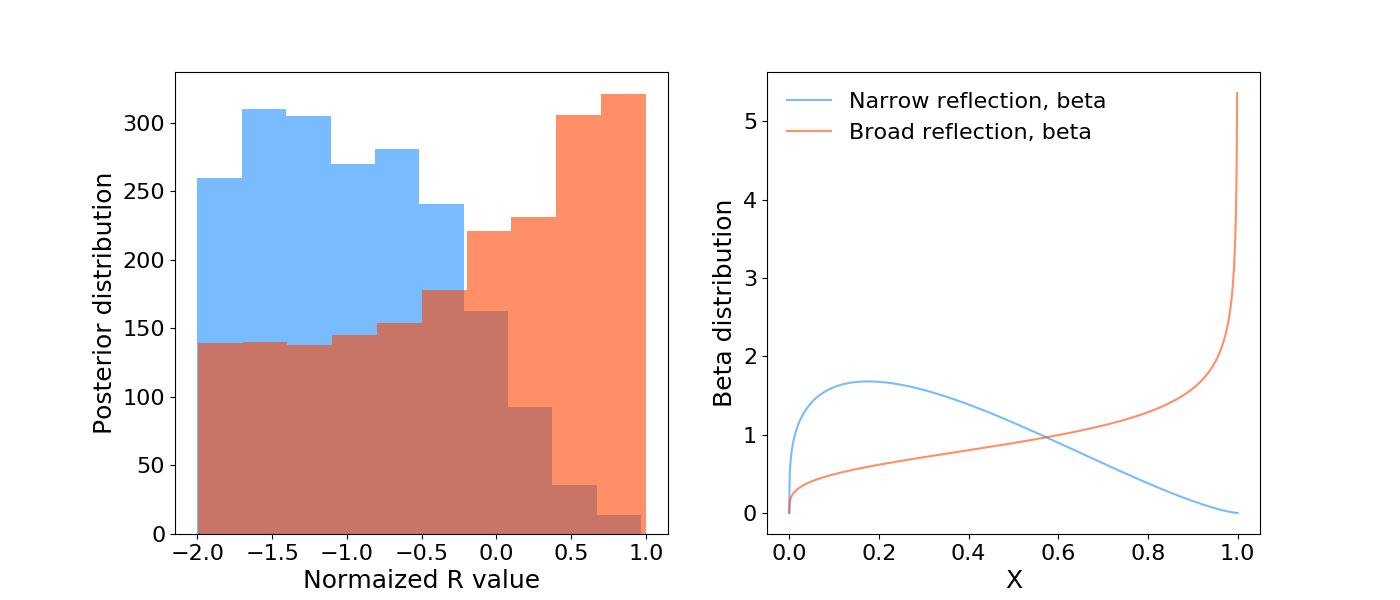 Posterior distribution
300
250
200
150
100
50
0
−2.0 −1.5 −1.0 −0.5 0.0 0.5 1.0
Normaized R value
Beta distribution
Narrow reflection, beta
Broad reflection, beta
5
4
3
2
1
0
0.0 0.2 0.4 0.6 0.8 1.0
X